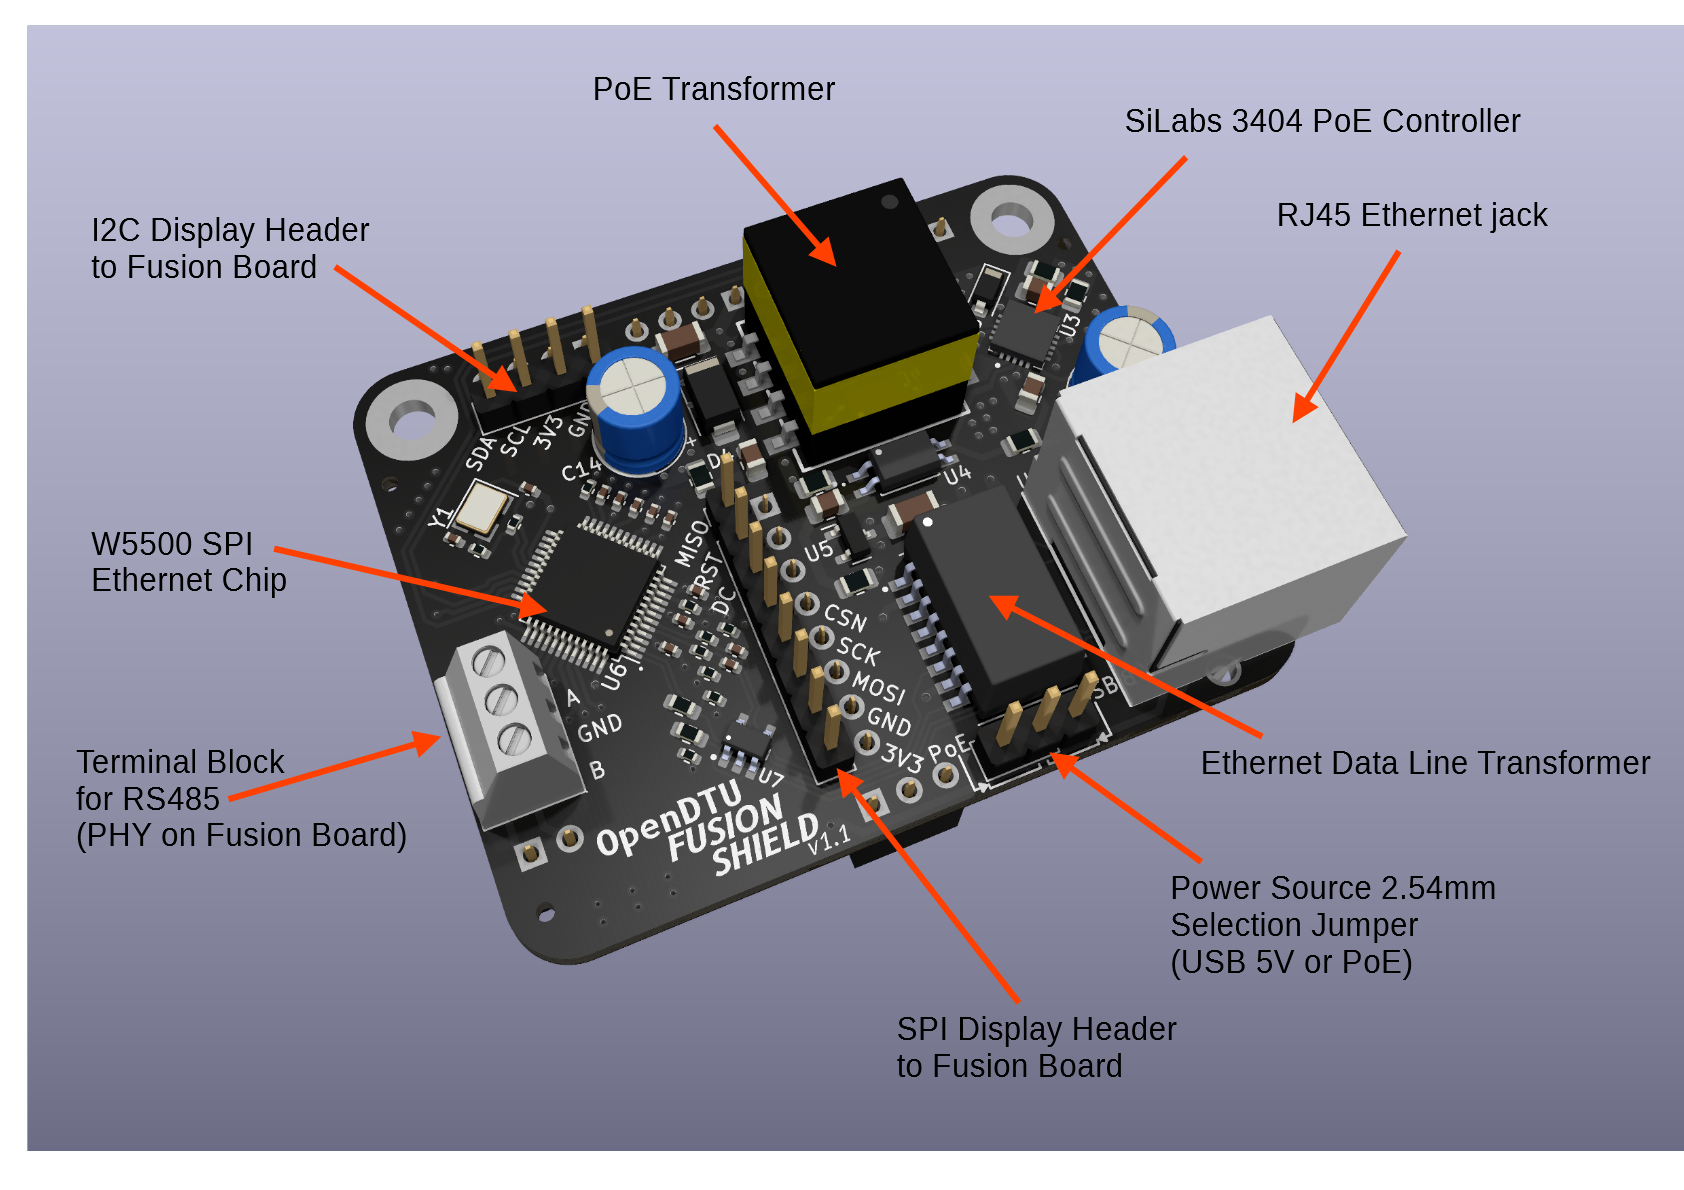 PoE Transformer
SiLabs 3404 PoE Controller
RJ45 Ethernet jack
I2C Display Header
to Fusion Board
W5500 SPI
Ethernet Chip
Terminal Block
for RS485
(PHY on Fusion Board)
Ethernet Data Line Transformer
Power Source 2.54mm
Selection Jumper
(USB 5V or PoE)
SPI Display Header
to Fusion Board
SDA
SCL
3V3
GND
C14
+
D4
Y1
U3
U4
U5
MISO
RST
DC
CSN
SCK
MOSI
GND
3V3
PoE
U6
A
GND
B
U7
OpenDTU
FUSION
SHIELD
v1.1